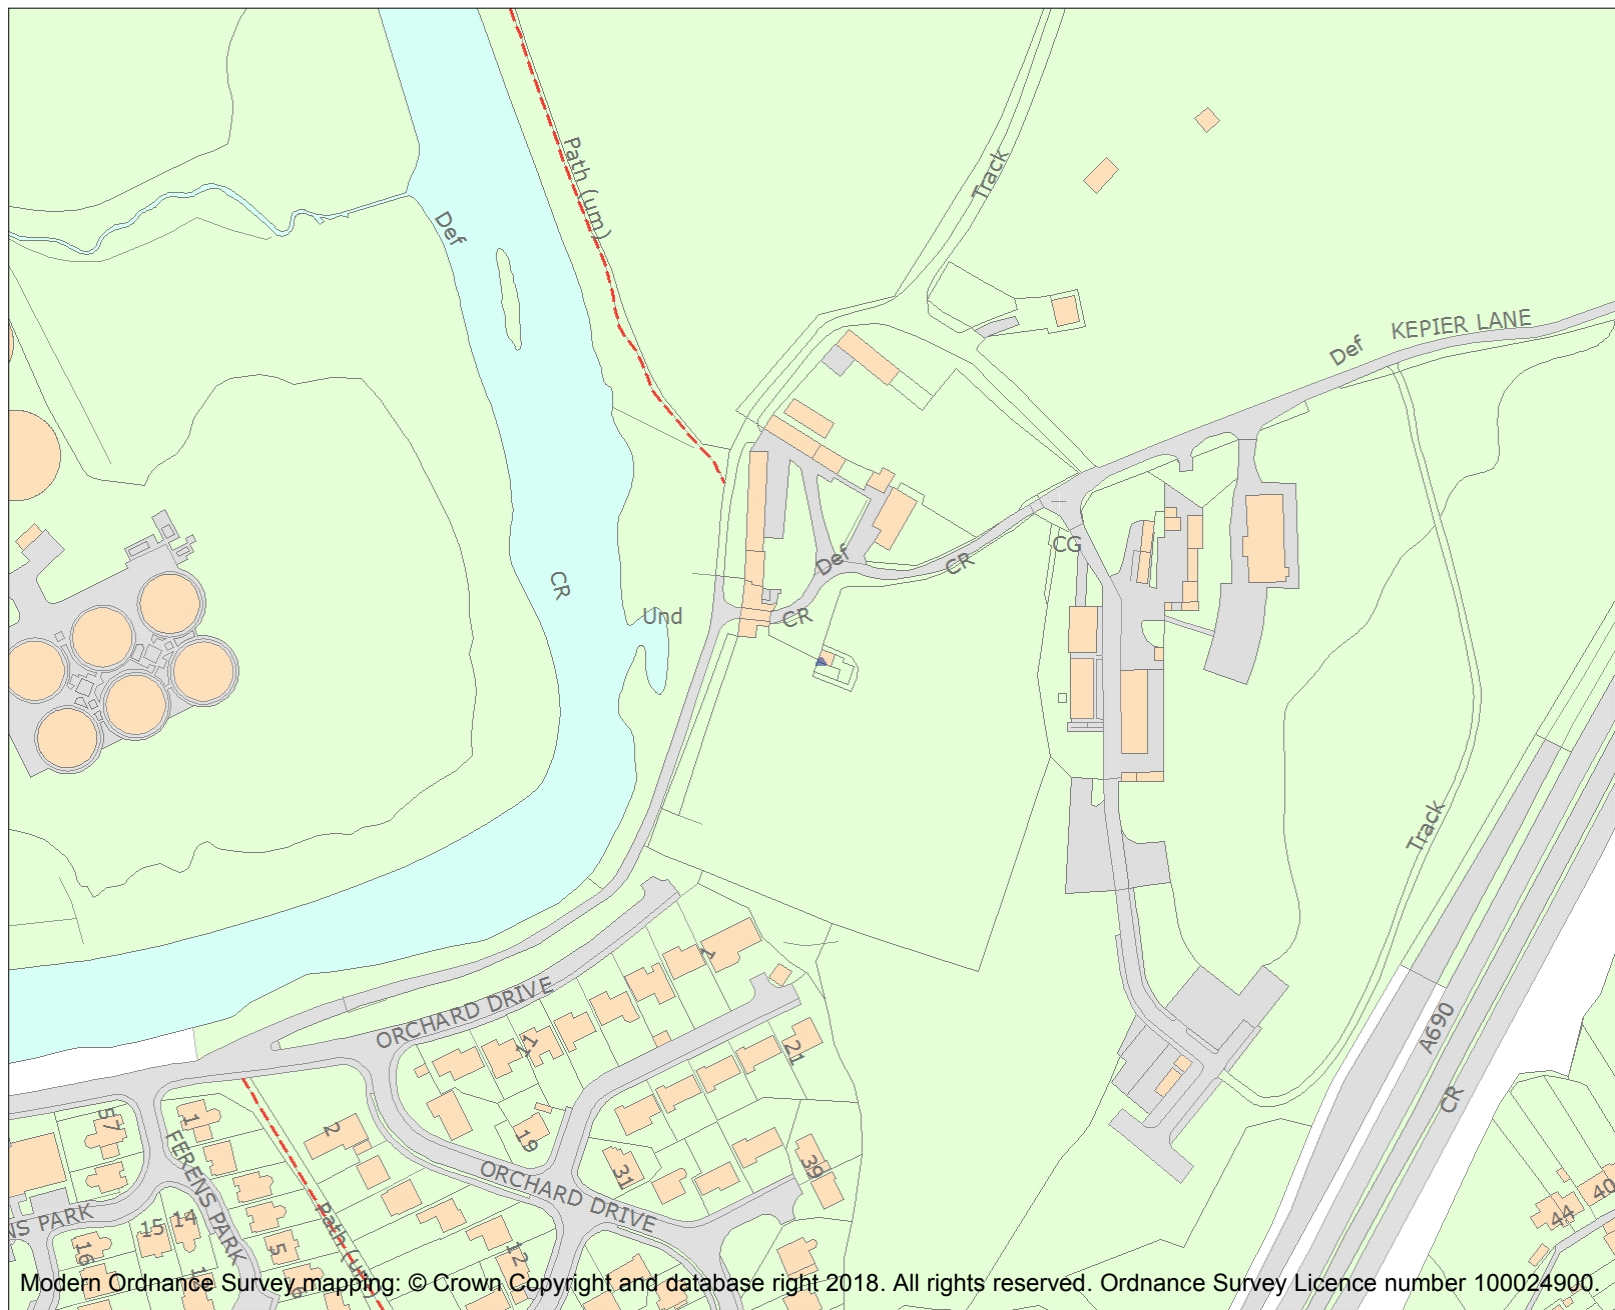 Path (um)
Track
Def
KEPIER LANE
Def
CR
Und
Def
CR
CR
CG
Track
A690
CR
ORCHARD DRIVE
1
11
21
2
19
31
39
ORCHARD DRIVE
12
57
1
FERENS PARK
NS PARK
15
14
16
5
Path (um)
44
40
Modern Ordnance Survey mapping: © Crown Copyright and database right 2018. All rights reserved. Ordnance Survey Licence number 100024900.